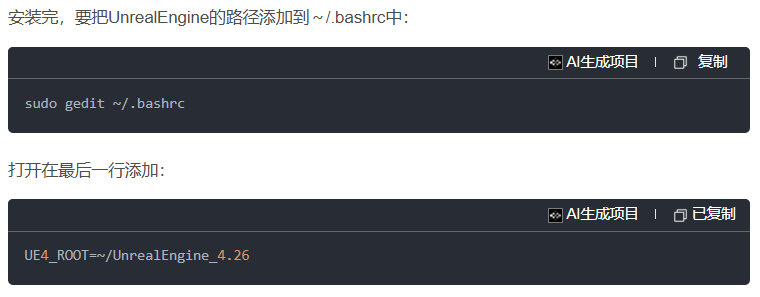 安装完，要把UnrealEngine的路径添加到～/.bashrc中：
AI生成项目 | 复制
sudo gedit ~/.bashrc
打开在最后一行添加：
AI生成项目 | 已复制
UE4_ROOT=~/UnrealEngine_4.26